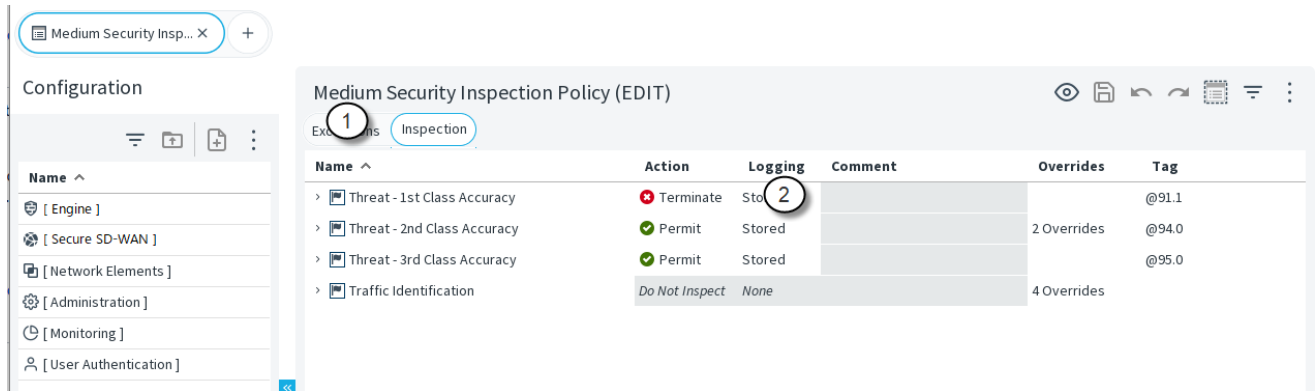 Medium Security Insp...
Configuration
Name
[ Engine ]
[ Secure SD-WAN ]
[ Network Elements ]
[ Administration ]
[ Monitoring ]
[ User Authentication ]
Medium Security Inspection Policy (EDIT)
1 Inspection
Name Action Logging Comment Overrides Tag
Threat - 1st Class Accuracy Terminate 2 @91.1
Threat - 2nd Class Accuracy Permit Stored 2 Overrides @94.0
Threat - 3rd Class Accuracy Permit Stored @95.0
Traffic Identification Do Not Inspect None 4 Overrides